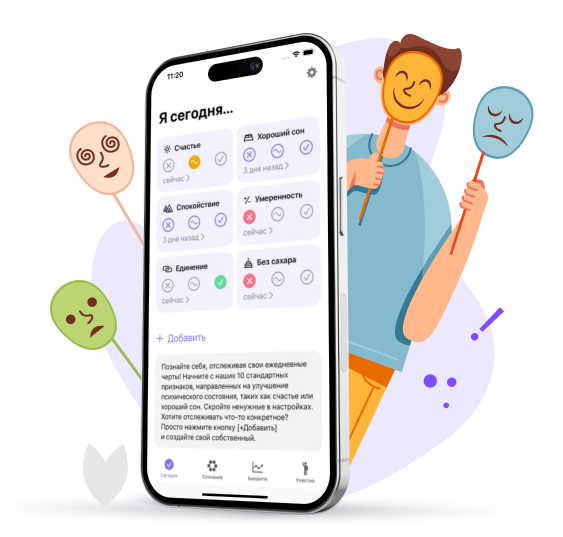 11:20
Я сегодня...
Счастье
сейчас
Хороший сон
3 дня назад
Спокойствие
3 дня назад
Умеренность
сейчас
Единение
сейчас
Без сахара
сейчас
+ Добавить
Познайте себя, отслеживая свои ежедневные
черты! Начните с наших 10 стандартных
признаков, направленных на улучшение
психического состояния, таких как счастье или
хороший сон. Скройте ненужные в настройках.
Хотите отслеживать что-то конкретное?
Просто нажмите кнопку [+Добавить]
и создайте свой собственный.
Сегодня
Сознание
Участие